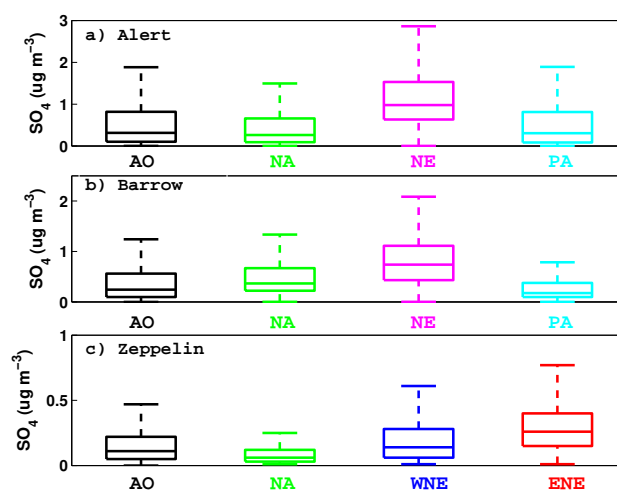 a) Alert
SO4 (ug m−3)
3
2
1
0
AO NA NE PA
b) Barrow
SO4 (ug m−3)
2
1
0
AO NA NE PA
c) Zeppelin
SO4 (ug m−3)
1
0.5
0
AO NA WNE ENE